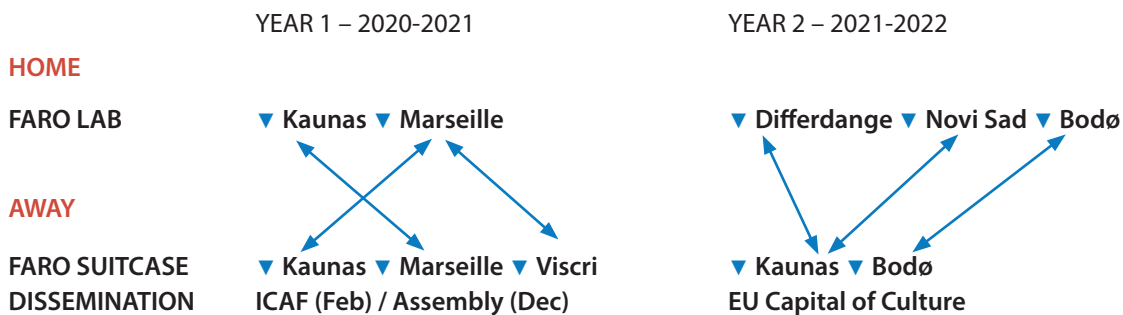 YEAR 1 – 2020-2021 YEAR 2 – 2021-2022
HOME
FARO LAB ▼ Kaunas ▼ Marseille ▼ Differdange ▼ Novi Sad ▼ Bodø
AWAY
FARO SUITCASE ▼ Kaunas ▼ Marseille ▼ Viscri ▼ Kaunas ▼ Bodø
DISSEMINATION ICAF (Feb) / Assembly (Dec) EU Capital of Culture